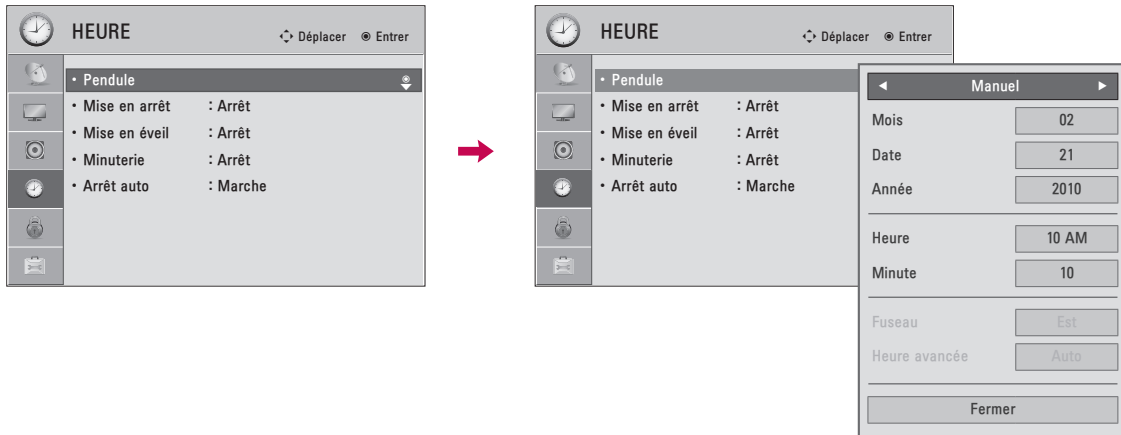 HEURE
Déplacer Entrer
• Pendule
• Mise en arrêt : Arrêt
• Mise en éveil : Arrêt
• Minuterie : Arrêt
• Arrêt auto : Marche
HEURE
Déplacer Entrer
• Pendule
• Mise en arrêt : Arrêt
• Mise en éveil : Arrêt
• Minuterie : Arrêt
• Arrêt auto : Marche
Manuel
Mois 02
Date 21
Année 2010
Heure 10 AM
Minute 10
Fuseau Est
Heure avancée Auto
Fermer